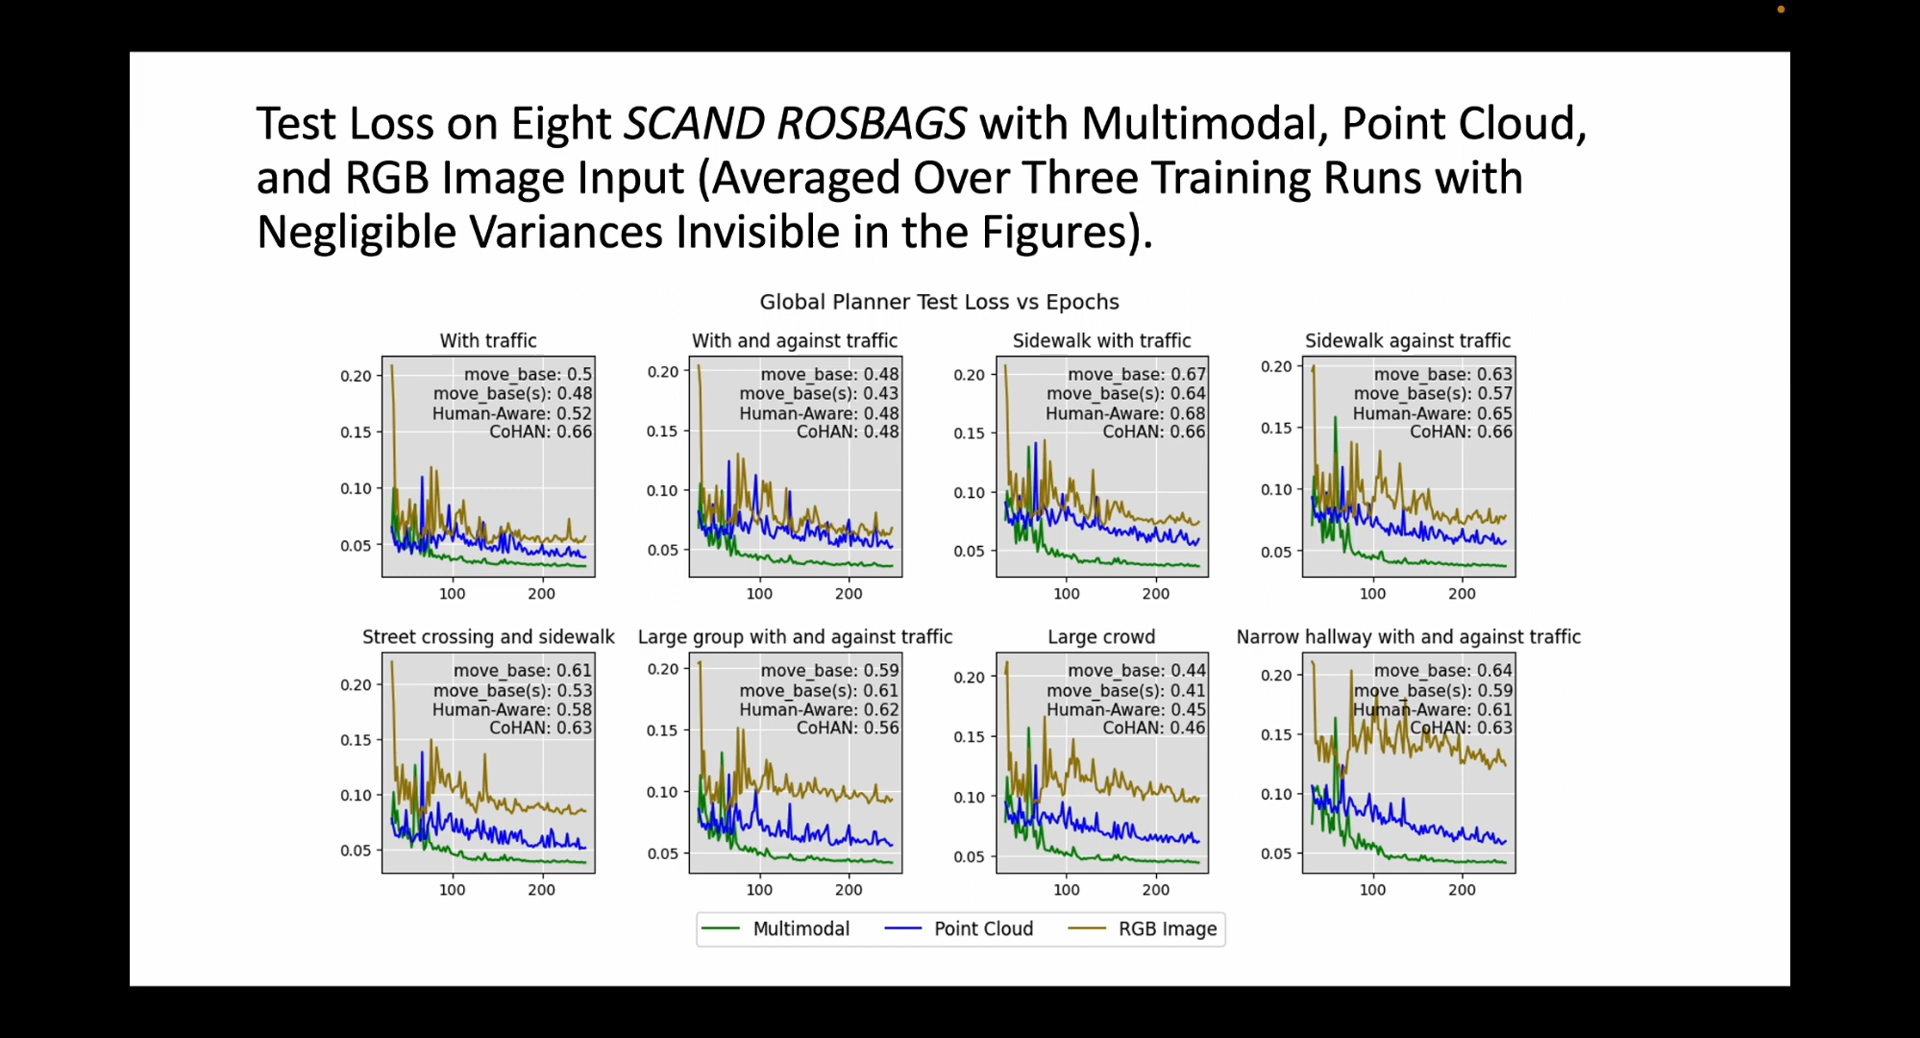 Test Loss on Eight SCAND ROSBAGS with Multimodal, Point Cloud,
and RGB Image Input (Averaged Over Three Training Runs with
Negligible Variances Invisible in the Figures).
Global Planner Test Loss vs Epochs
With traffic
move_base: 0.5
move_base(s): 0.48
Human-Aware: 0.52
CoHAN: 0.66
0.20
0.15
0.10
0.05
100 200
With and against traffic
move_base: 0.48
move_base(s): 0.43
Human-Aware: 0.48
CoHAN: 0.48
0.20
0.15
0.10
0.05
100 200
Sidewalk with traffic
move_base: 0.67
move_base(s): 0.64
Human-Aware: 0.68
CoHAN: 0.66
0.20
0.15
0.10
0.05
100 200
Sidewalk against traffic
move_base: 0.63
move_base(s): 0.57
Human-Aware: 0.65
CoHAN: 0.66
0.20
0.15
0.10
0.05
100 200
Street crossing and sidewalk
move_base: 0.61
move_base(s): 0.53
Human-Aware: 0.58
CoHAN: 0.63
0.20
0.15
0.10
0.05
100 200
Large group with and against traffic
move_base: 0.59
move_base(s): 0.61
Human-Aware: 0.62
CoHAN: 0.56
0.20
0.15
0.10
0.05
100 200
Large crowd
move_base: 0.44
move_base(s): 0.41
Human-Aware: 0.45
CoHAN: 0.46
0.20
0.15
0.10
0.05
100 200
Narrow hallway with and against traffic
move_base: 0.64
move_base(s): 0.59
Human-Aware: 0.61
CoHAN: 0.63
0.20
0.15
0.10
0.05
100 200
Multimodal Point Cloud RGB Image